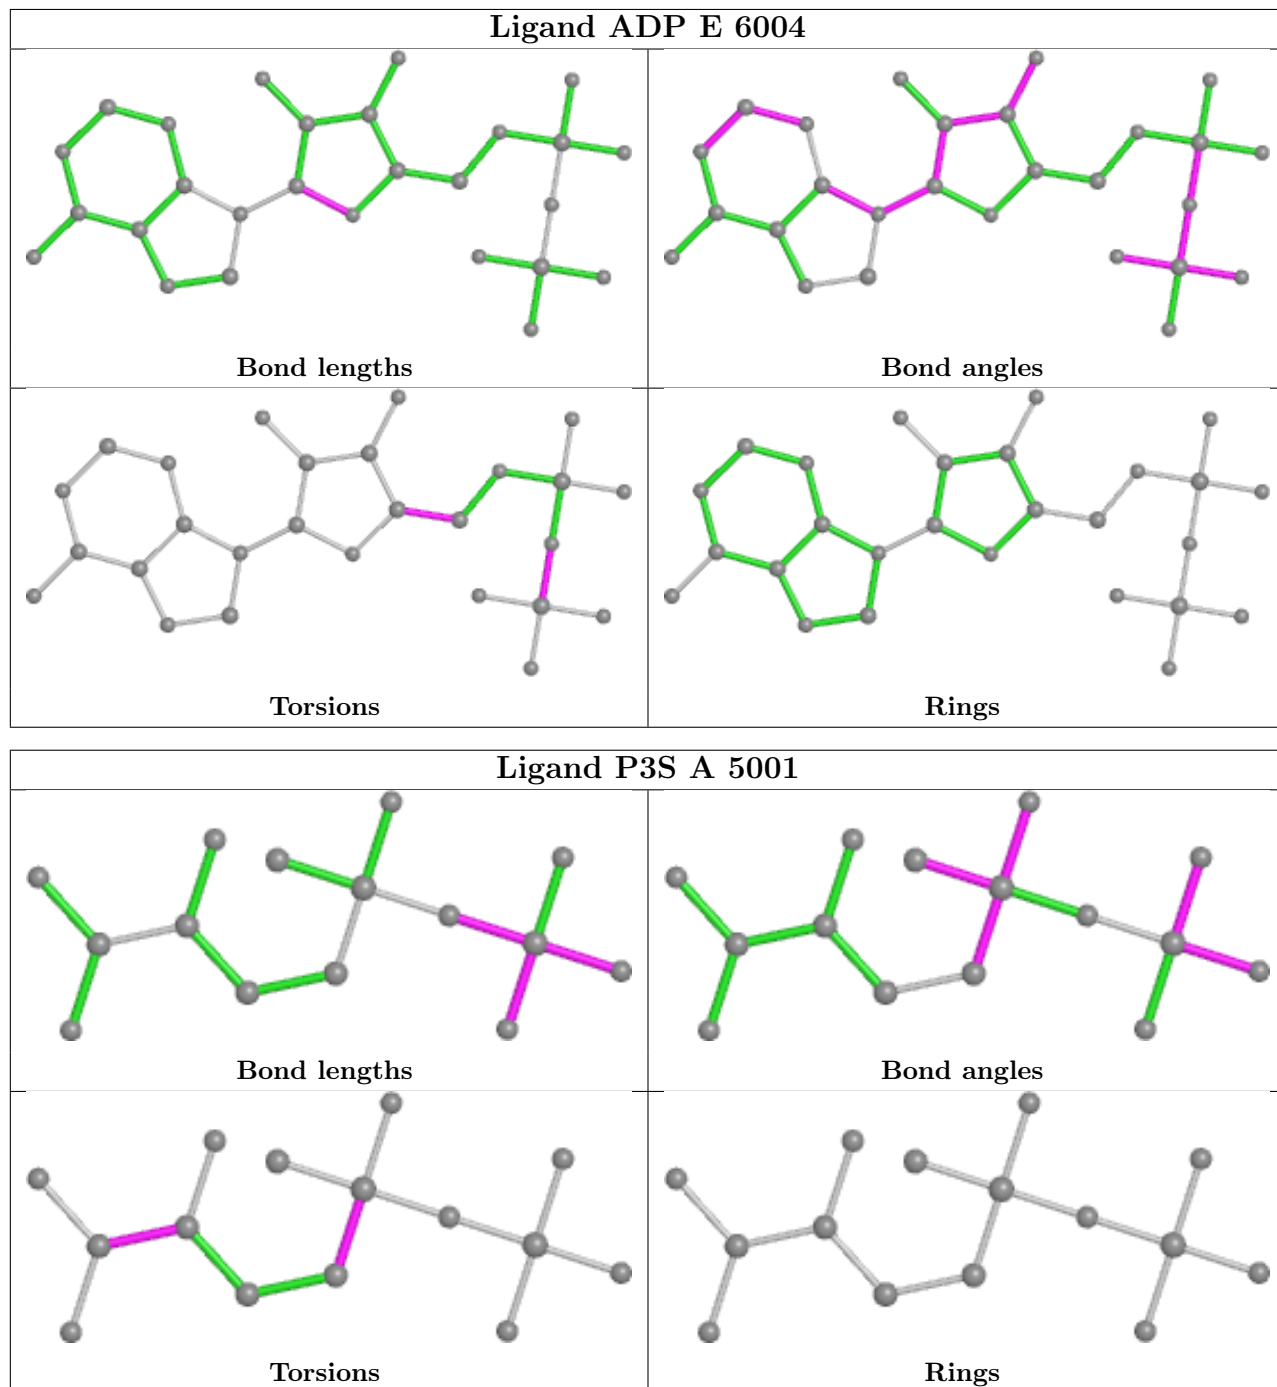 Ligand ADP E 6004
Bond lengths
Bond angles
Torsions
Rings
Ligand P3S A 5001
Bond lengths
Bond angles
Torsions
Rings